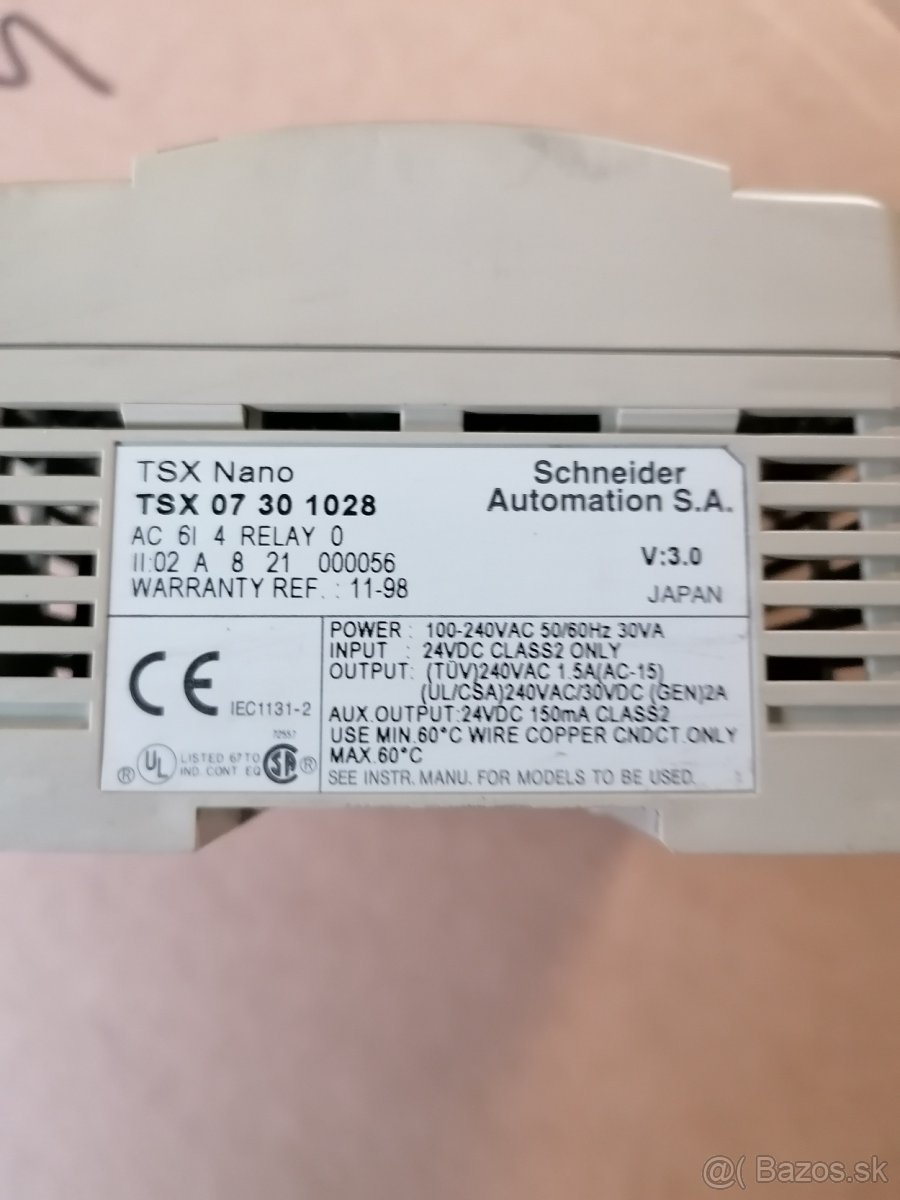 TSX Nano
TSX 07 30 1028
AC 6I 4 RELAY 0
II:02 A 8 21 000056
WARRANTY REF. : 11-98
Schneider
Automation S.A.
V:3.0
JAPAN
CE
IEC1131-2
® UL LISTED 67T0
IND. CONT EQ SA ®
POWER : 100-240VAC 50/60Hz 30VA
INPUT : 24VDC CLASS2 ONLY
OUTPUT: (TÜV)240VAC 1.5A(AC-15)
(UL/CSA)240VAC/30VDC (GEN)2A
AUX.OUTPUT:24VDC 150mA CLASS2
USE MIN.60°C WIRE COPPER CNDCT.ONLY
MAX.60°C
SEE INSTR. MANU. FOR MODELS TO BE USED.
@( Bazos.sk